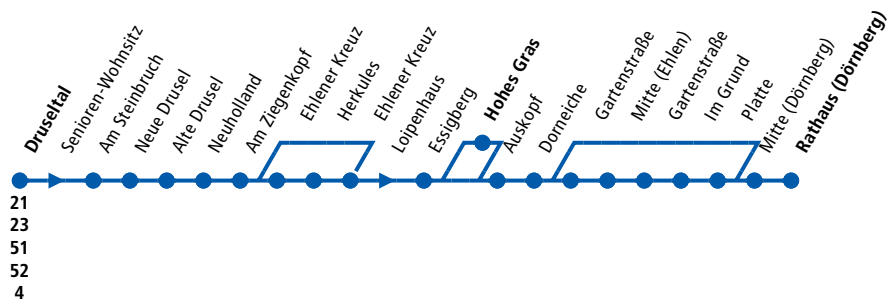 Druseltal
Senioren-Wohnsitz
Am Steinbruch
Neue Drusel
Alte Drusel
Neuholland
Am Ziegenkopf
Ehlener Kreuz
Herkules
Ehlener Kreuz
Loipenhaus
Essigberg
Hohes Gras
Auskopf
Dorneiche
Gartenstraße
Mitte (Ehlen)
Gartenstraße
Im Grund
Platte
Mitte (Dörnberg)
Rathaus (Dörnberg)
21
23
51
52
4